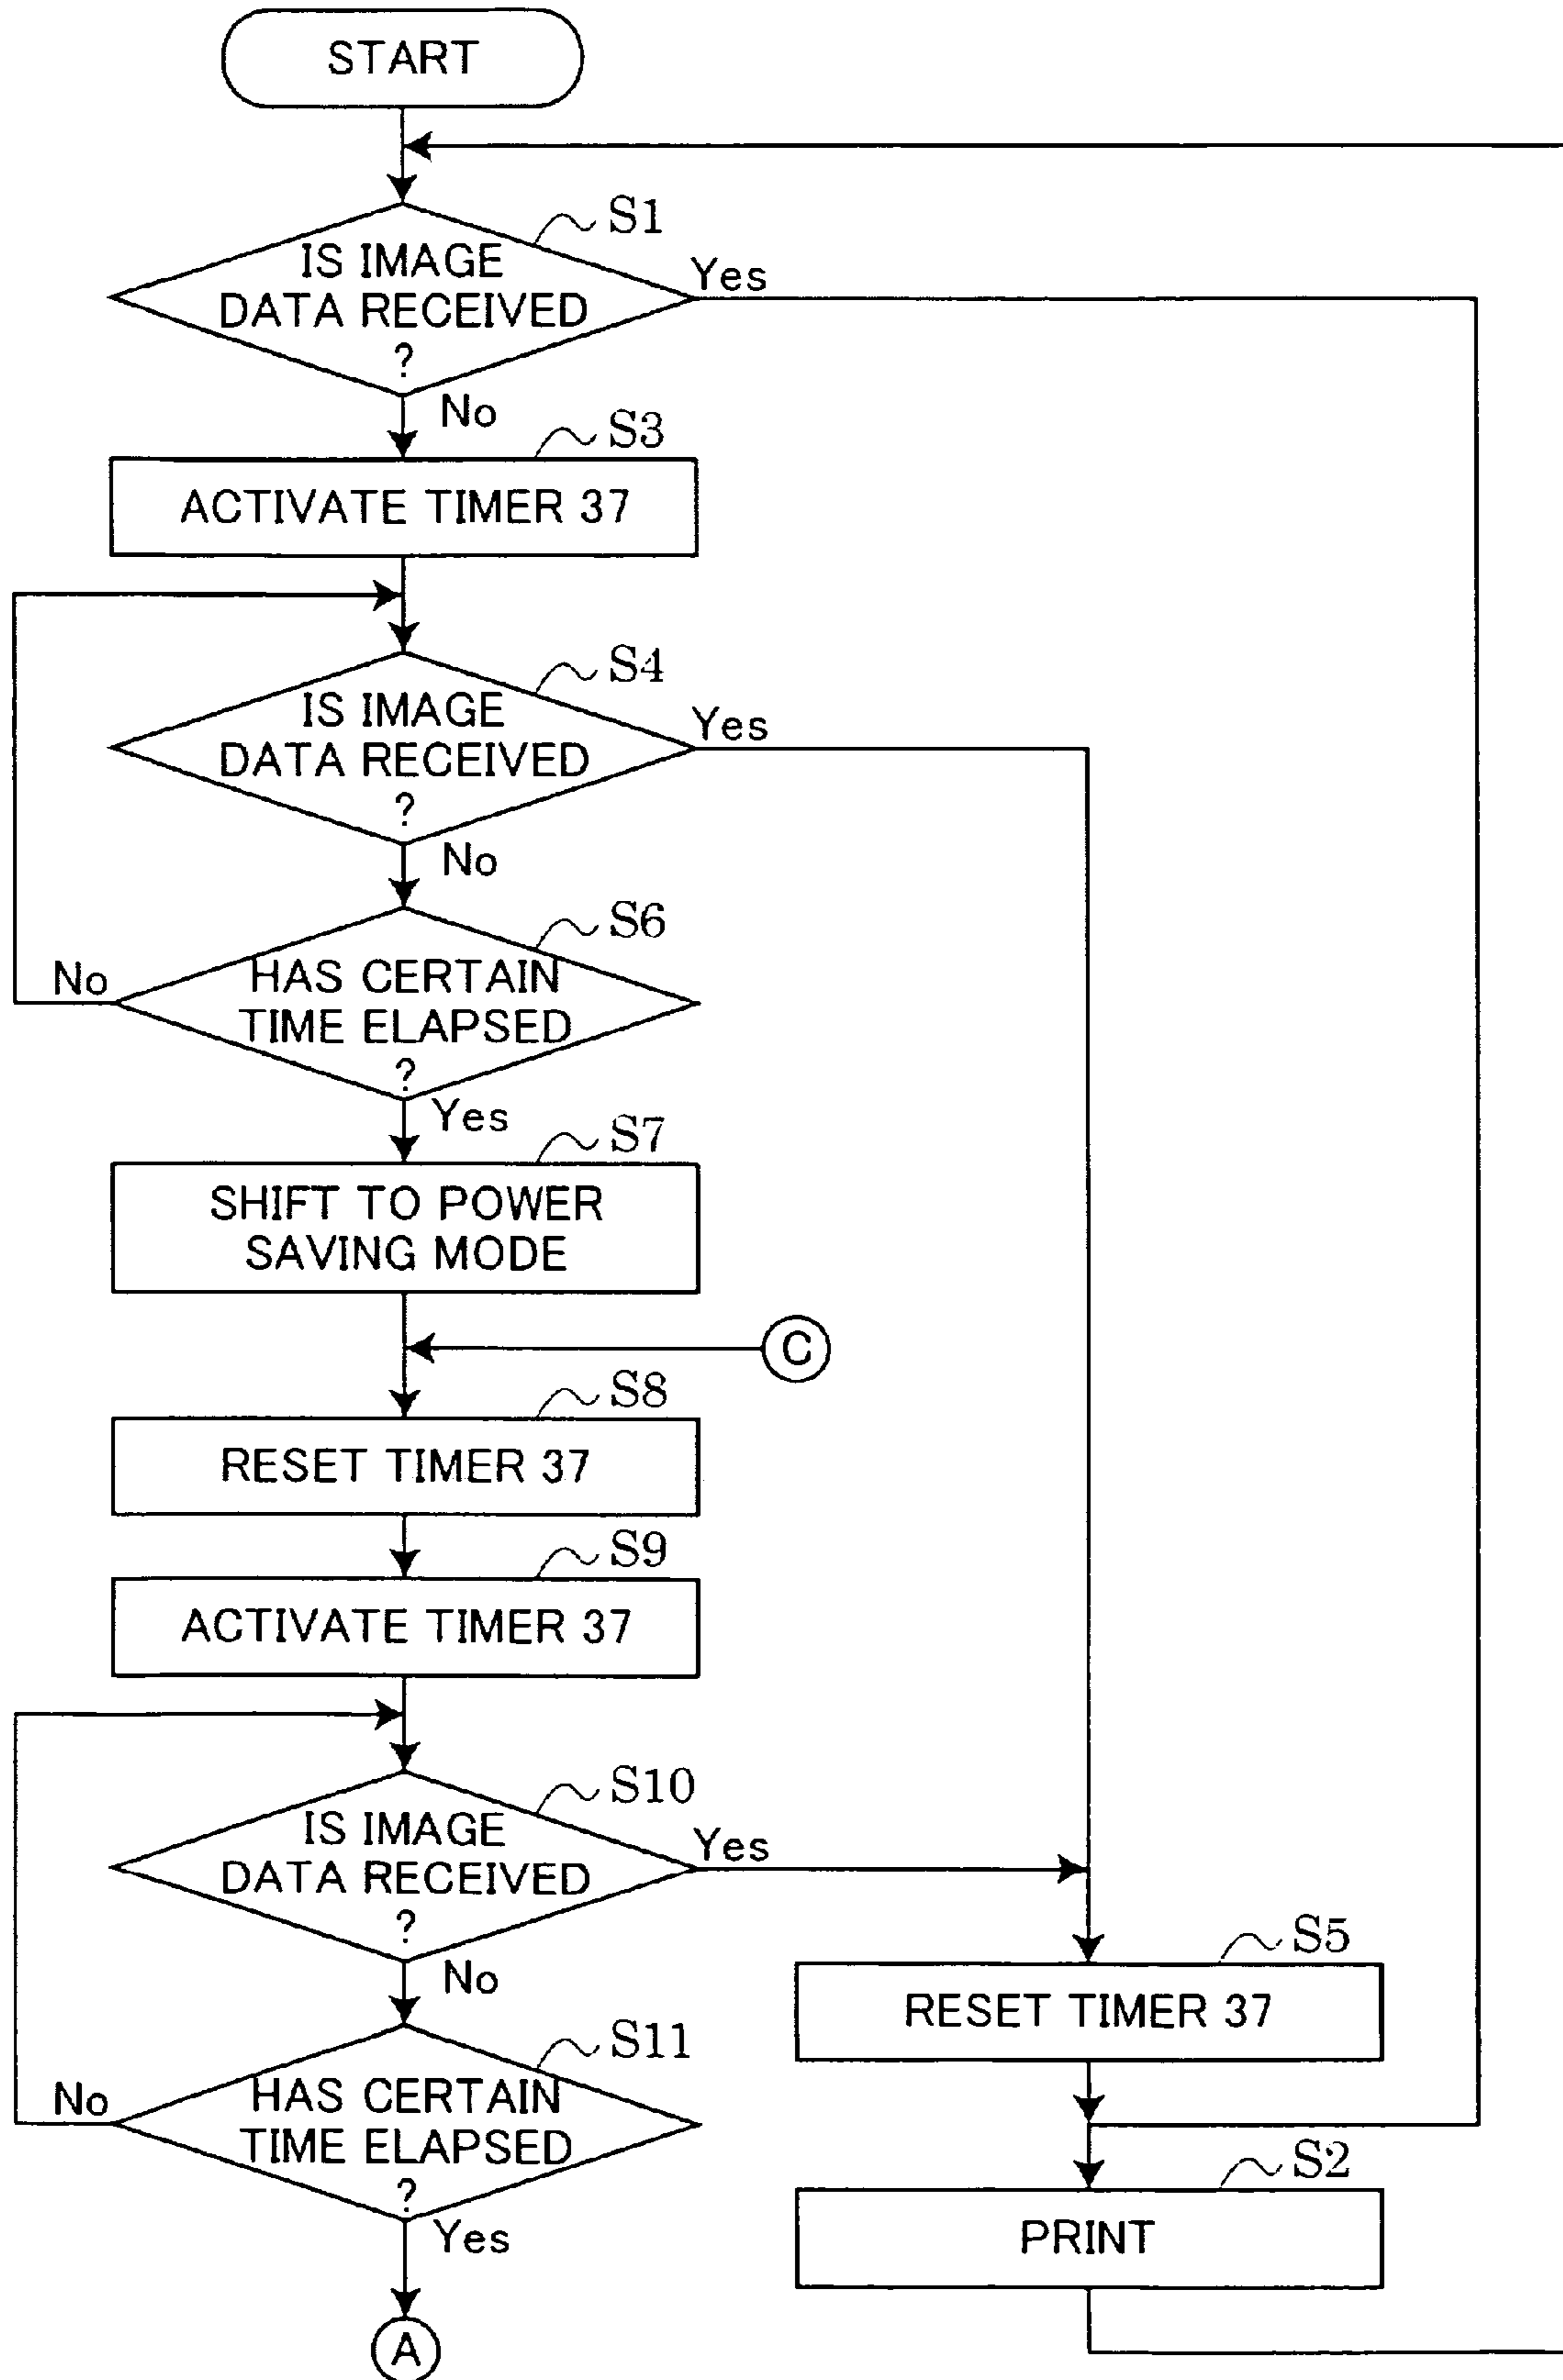 START
S1
IS IMAGE
DATA RECEIVED
?
Yes
No
S3
ACTIVATE TIMER 37
S4
IS IMAGE
DATA RECEIVED
?
Yes
No
S6
HAS CERTAIN
TIME ELAPSED
?
No
Yes
S7
SHIFT TO POWER
SAVING MODE
C
S8
RESET TIMER 37
S9
ACTIVATE TIMER 37
S10
IS IMAGE
DATA RECEIVED
?
Yes
No
S5
RESET TIMER 37
S11
HAS CERTAIN
TIME ELAPSED
?
No
Yes
S2
PRINT
A